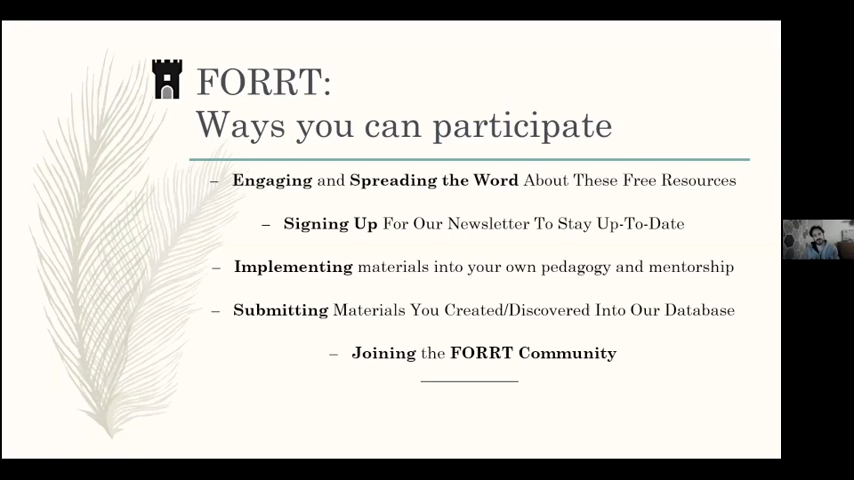 FORRT:
Ways you can participate
– Engaging and Spreading the Word About These Free Resources
– Signing Up For Our Newsletter To Stay Up-To-Date
– Implementing materials into your own pedagogy and mentorship
– Submitting Materials You Created/Discovered Into Our Database
– Joining the FORRT Community